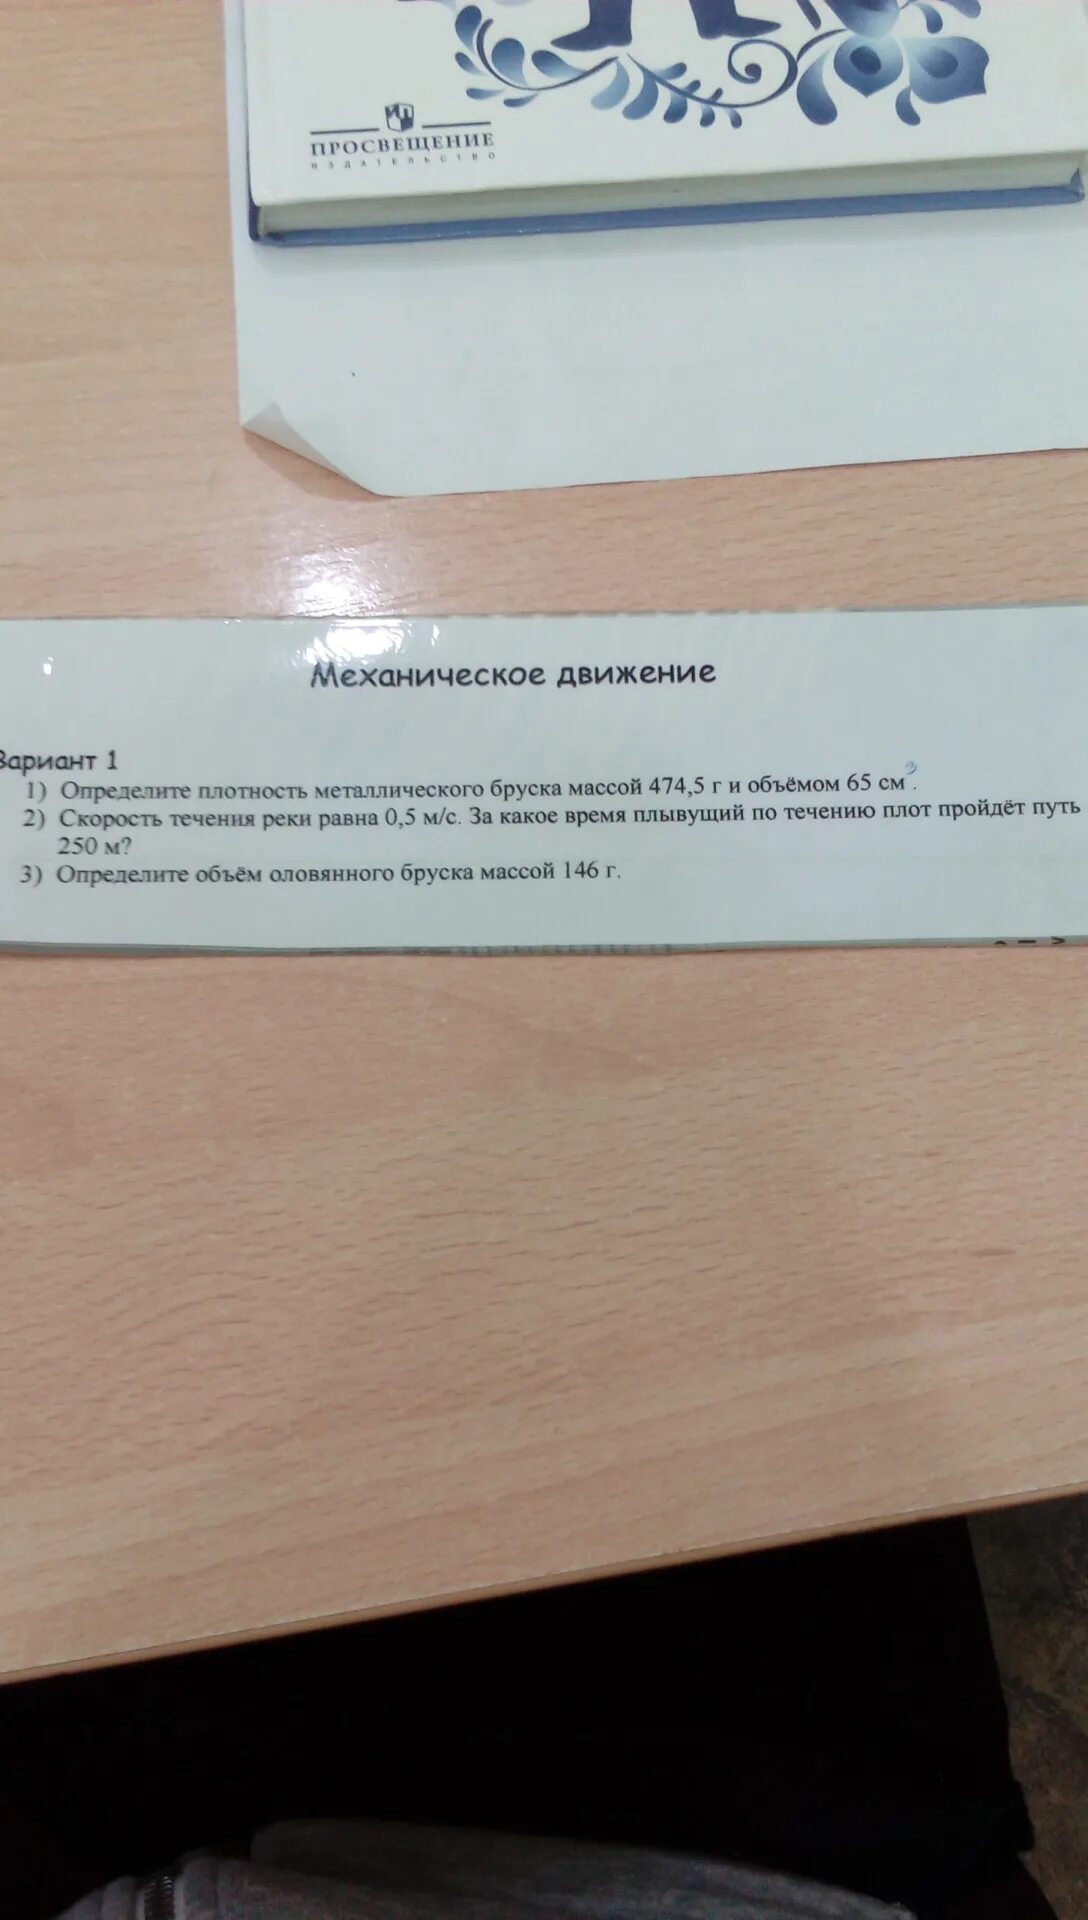 ПРОСВЕЩЕНИЕ
ИЗДАТЕЛЬСТВО
Механическое движение
Вариант 1
1) Определите плотность металлического бруска массой 474,5 г и объёмом 65 см³.
2) Скорость течения реки равна 0,5 м/с. За какое время плывущий по течению плот пройдёт путь
250 м?
3) Определите объём оловянного бруска массой 146 г.